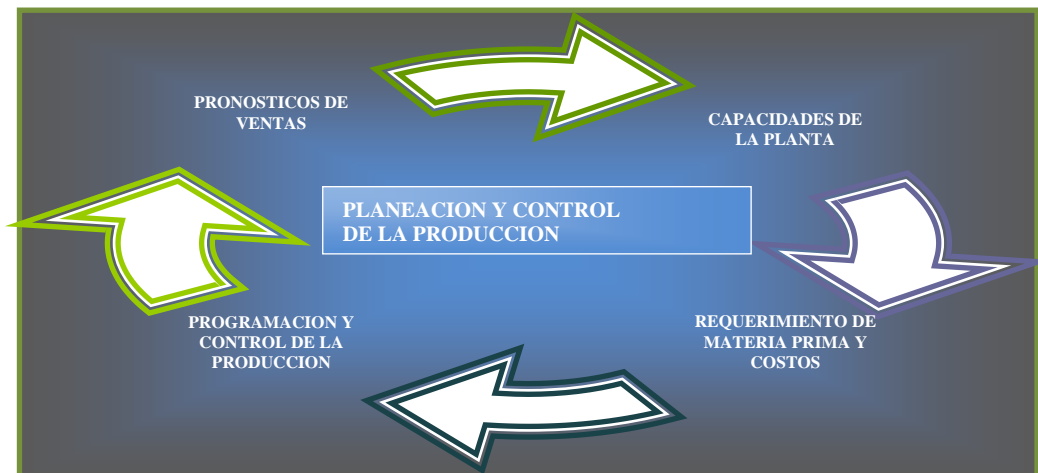 PRONOSTICOS DE
VENTAS
CAPACIDADES DE
LA PLANTA
PLANEACION Y CONTROL
DE LA PRODUCCION
PROGRAMACION Y
CONTROL DE LA
PRODUCCION
REQUERIMIENTO DE
MATERIA PRIMA Y
COSTOS